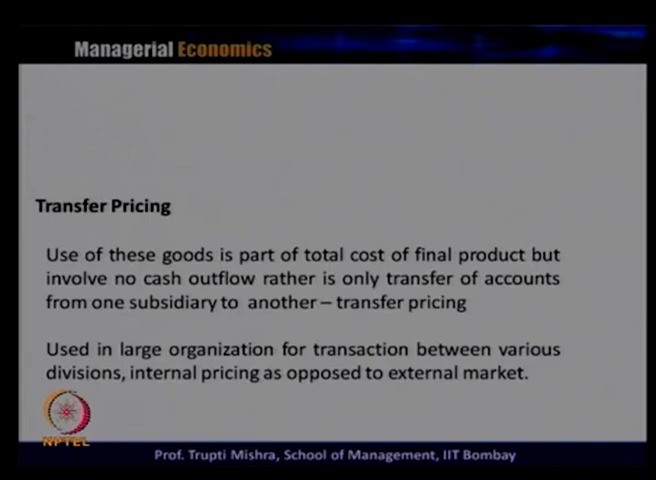 Managerial Economics
Transfer Pricing
Use of these goods is part of total cost of final product but
involve no cash outflow rather is only transfer of accounts
from one subsidiary to another – transfer pricing
Used in large organization for transaction between various
divisions, internal pricing as opposed to external market.
NPTEL
Prof. Trupti Mishra, School of Management, IIT Bombay